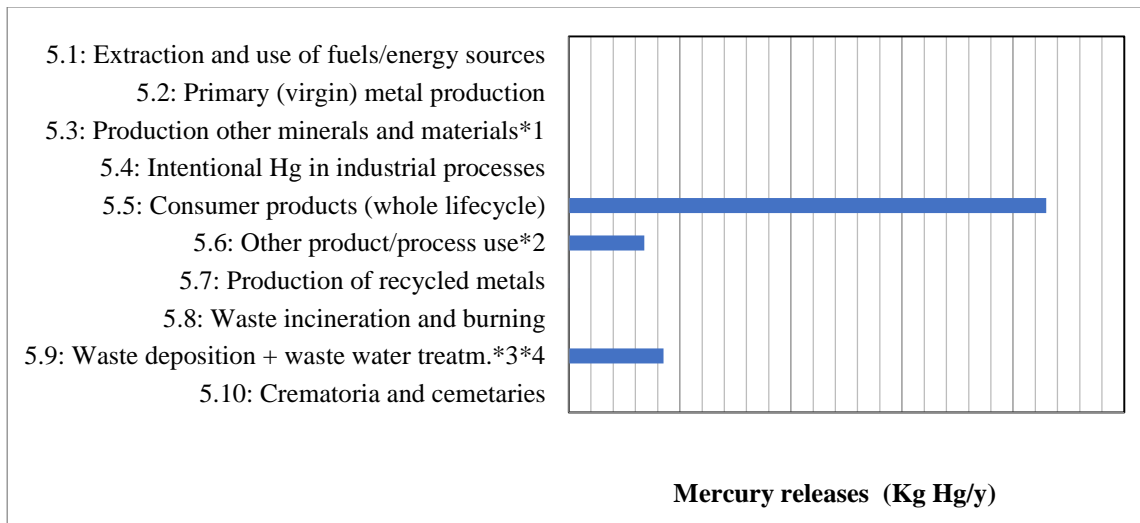 5.1: Extraction and use of fuels/energy sources
5.2: Primary (virgin) metal production
5.3: Production other minerals and materials*1
5.4: Intentional Hg in industrial processes
5.5: Consumer products (whole lifecycle)
5.6: Other product/process use*2
5.7: Production of recycled metals
5.8: Waste incineration and burning
5.9: Waste deposition + waste water treatm.*3*4
5.10: Crematoria and cemetaries
Mercury releases (Kg Hg/y)